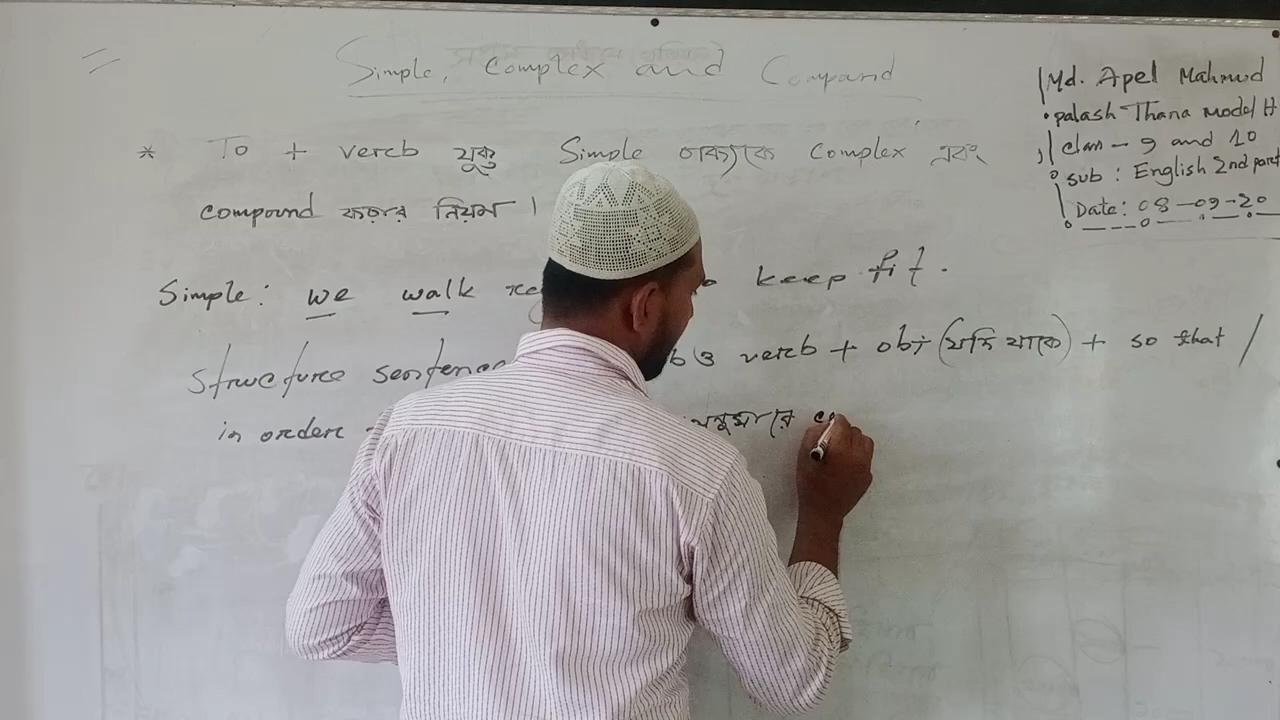 Simple, Complex and Compound
Md. Apel Mahmud
palash Thana Model H
class - 9 and 10
sub : English 2nd part
Date: 08-09-20
* To + verb যুক্ত Simple বাক্যকে Complex এবং
compound করার নিয়ম ।
Simple : we walk keep fit.
structure sentence ও verb + obj (যদি থাকে) + so that /
in order অনুসারে